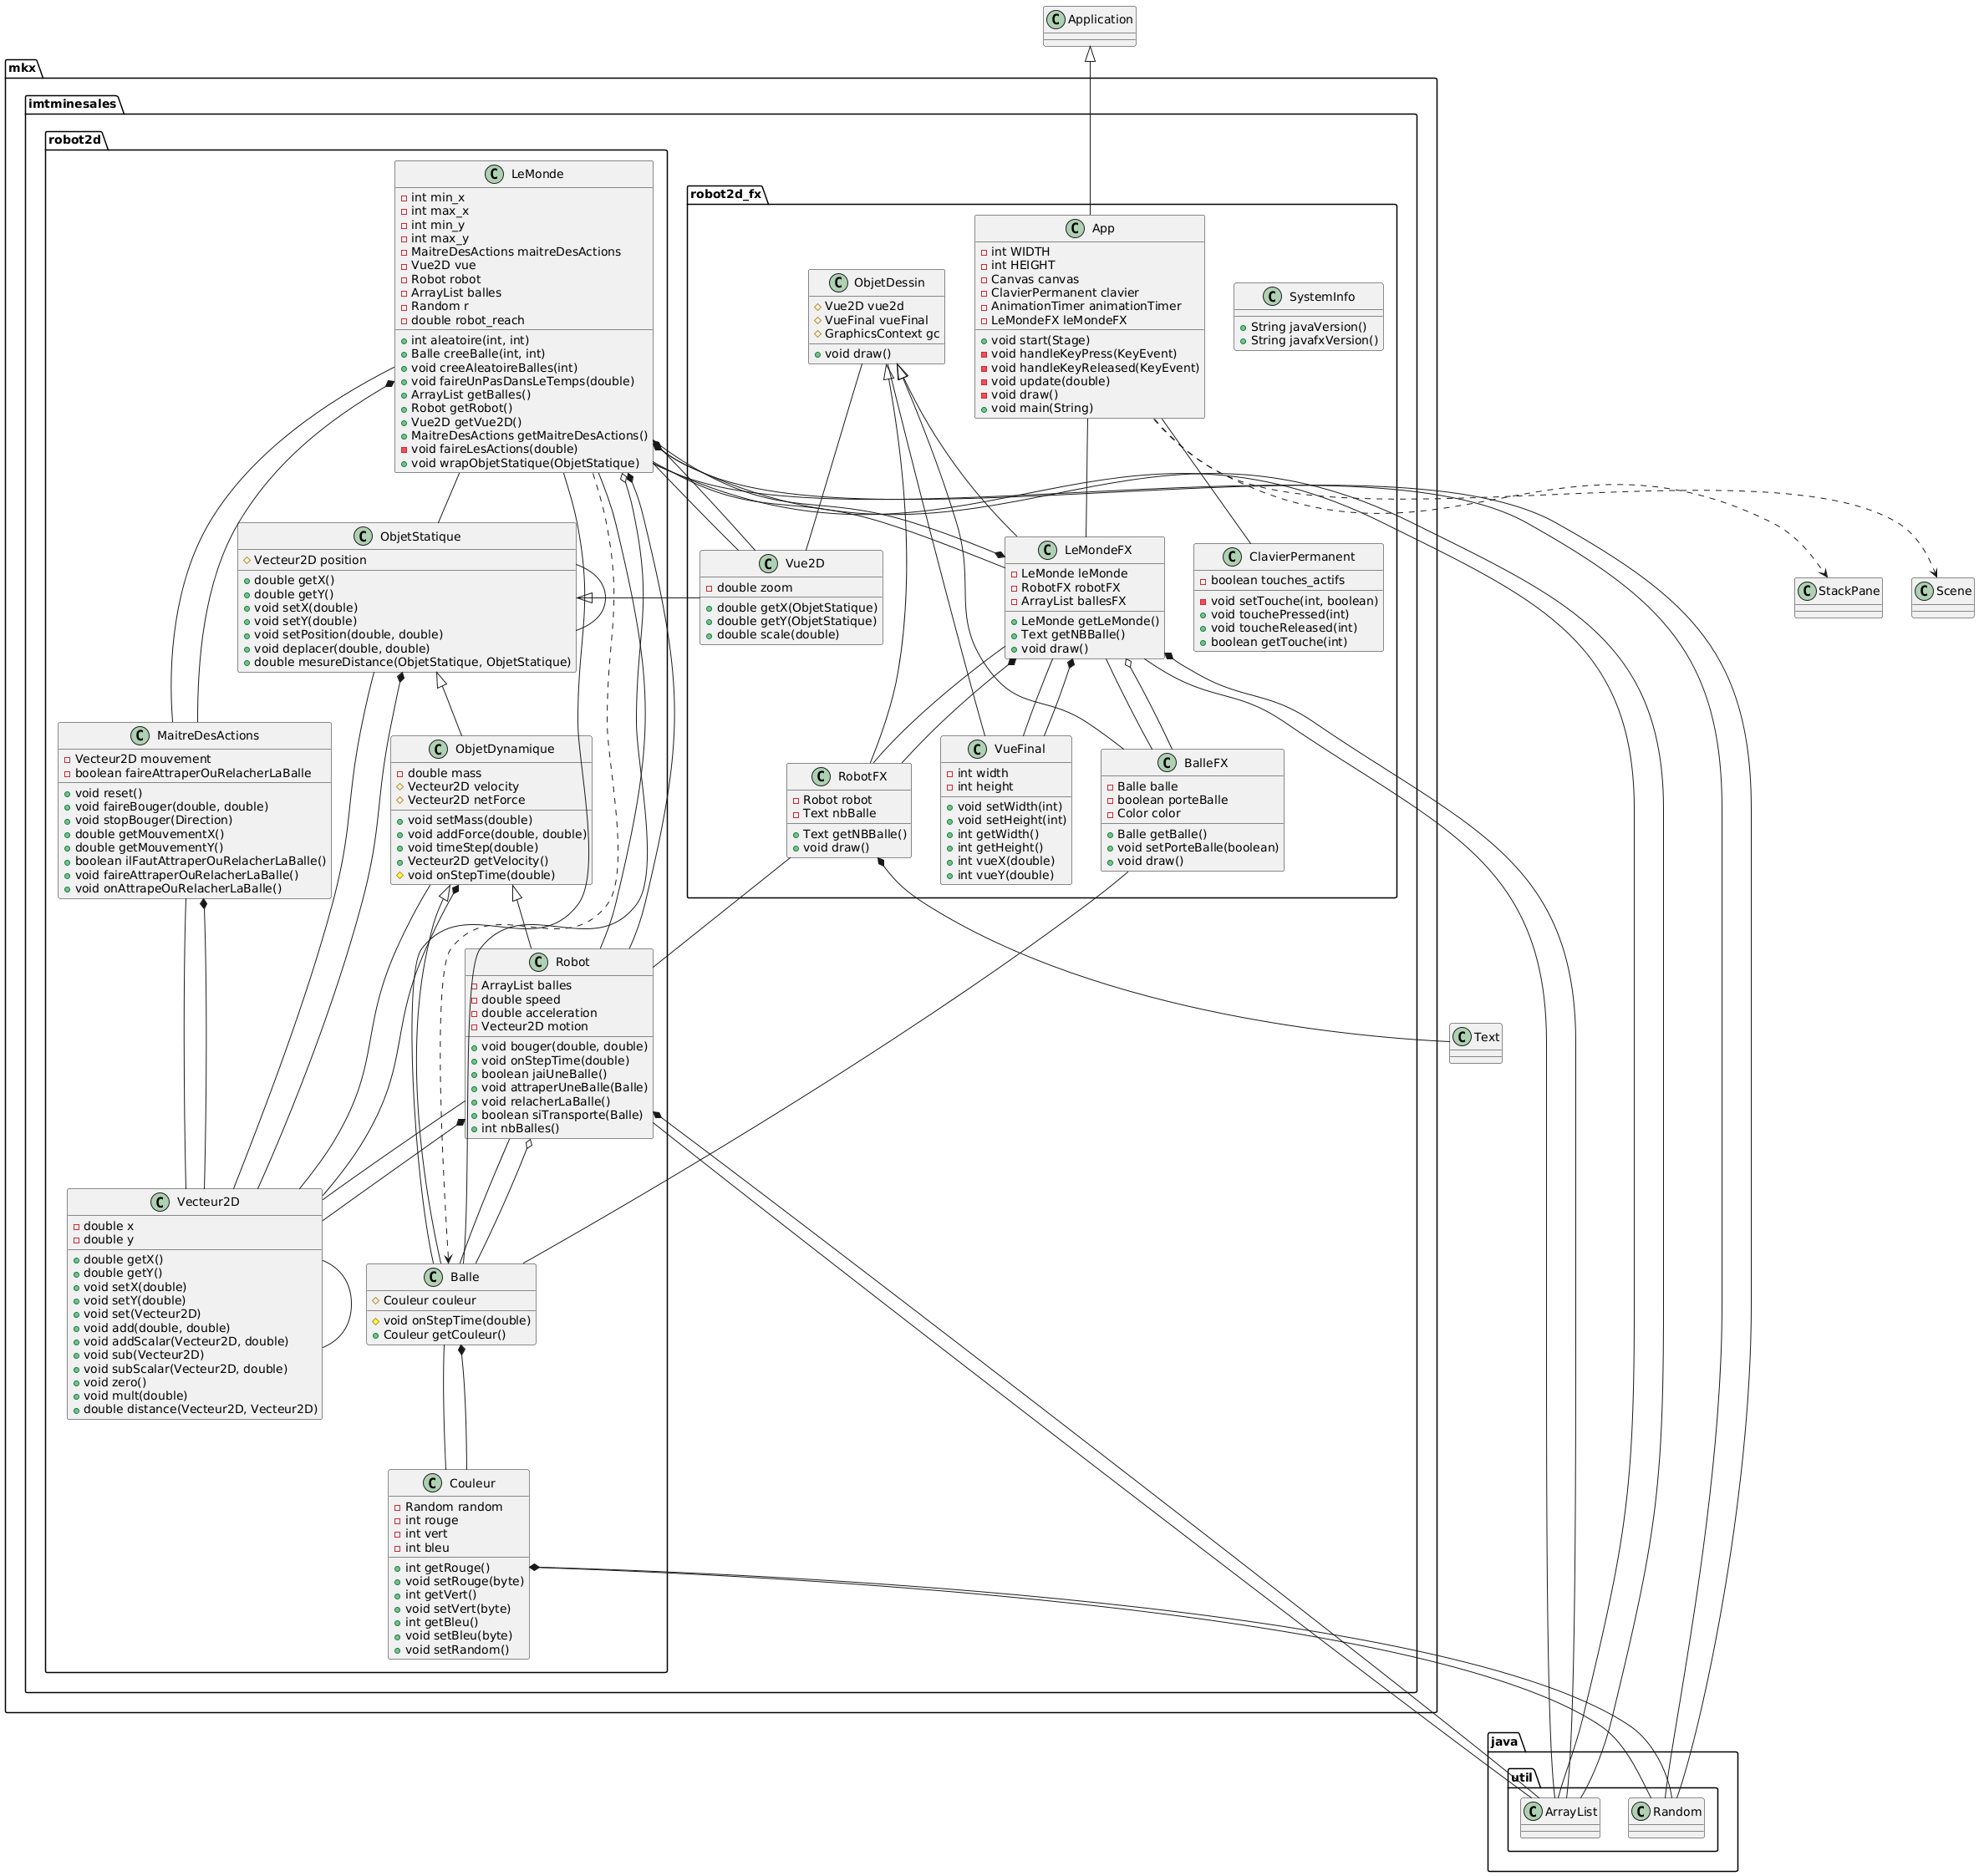 Application
mkx
imtminesales
robot2d
LeMonde
int min_x
int max_x
int min_y
int max_y
MaitreDesActions maitreDesActions
Vue2D vue
Robot robot
ArrayList balles
Random r
double robot_reach
int aleatoire(int, int)
Balle creeBalle(int, int)
void creeAleatoireBalles(int)
void faireUnPasDansLeTemps(double)
ArrayList getBalles()
Robot getRobot()
Vue2D getVue2D()
MaitreDesActions getMaitreDesActions()
void faireLesActions(double)
void wrapObjetStatique(ObjetStatique)
robot2d_fx
App
int WIDTH
int HEIGHT
Canvas canvas
ClavierPermanent clavier
AnimationTimer animationTimer
LeMondeFX leMondeFX
void start(Stage)
void handleKeyPress(KeyEvent)
void handleKeyReleased(KeyEvent)
void update(double)
void draw()
void main(String)
ObjetDessin
Vue2D vue2d
VueFinal vueFinal
GraphicsContext gc
void draw()
SystemInfo
String javaVersion()
String javafxVersion()
ObjetStatique
Vecteur2D position
double getX()
double getY()
void setX(double)
void setY(double)
void setPosition(double, double)
void deplacer(double, double)
double mesureDistance(ObjetStatique, ObjetStatique)
Vue2D
double zoom
double getX(ObjetStatique)
double getY(ObjetStatique)
double scale(double)
LeMondeFX
LeMonde leMonde
RobotFX robotFX
ArrayList ballesFX
LeMonde getLeMonde()
Text getNBBalle()
void draw()
ClavierPermanent
boolean touches_actifs
void setTouche(int, boolean)
void touchePressed(int)
void toucheReleased(int)
boolean getTouche(int)
StackPane
Scene
MaitreDesActions
Vecteur2D mouvement
boolean faireAttraperOuRelacherLaBalle
void reset()
void faireBouger(double, double)
void stopBouger(Direction)
double getMouvementX()
double getMouvementY()
boolean ilFautAttraperOuRelacherLaBalle()
void faireAttraperOuRelacherLaBalle()
void onAttrapeOuRelacherLaBalle()
ObjetDynamique
double mass
Vecteur2D velocity
Vecteur2D netForce
void setMass(double)
void addForce(double, double)
void timeStep(double)
Vecteur2D getVelocity()
void onStepTime(double)
RobotFX
Robot robot
Text nbBalle
Text getNBBalle()
void draw()
VueFinal
int width
int height
void setWidth(int)
void setHeight(int)
int getWidth()
int getHeight()
int vueX(double)
int vueY(double)
BalleFX
Balle balle
boolean porteBalle
Color color
Balle getBalle()
void setPorteBalle(boolean)
void draw()
Robot
ArrayList balles
double speed
double acceleration
Vecteur2D motion
void bouger(double, double)
void onStepTime(double)
boolean jaiUneBalle()
void attraperUneBalle(Balle)
void relacherLaBalle()
boolean siTransporte(Balle)
int nbBalles()
Text
Vecteur2D
double x
double y
double getX()
double getY()
void setX(double)
void setY(double)
void set(Vecteur2D)
void add(double, double)
void addScalar(Vecteur2D, double)
void sub(Vecteur2D)
void subScalar(Vecteur2D, double)
void zero()
void mult(double)
double distance(Vecteur2D, Vecteur2D)
Balle
Couleur couleur
void onStepTime(double)
Couleur getCouleur()
Couleur
Random random
int rouge
int vert
int bleu
int getRouge()
void setRouge(byte)
int getVert()
void setVert(byte)
int getBleu()
void setBleu(byte)
void setRandom()
java
util
ArrayList
Random